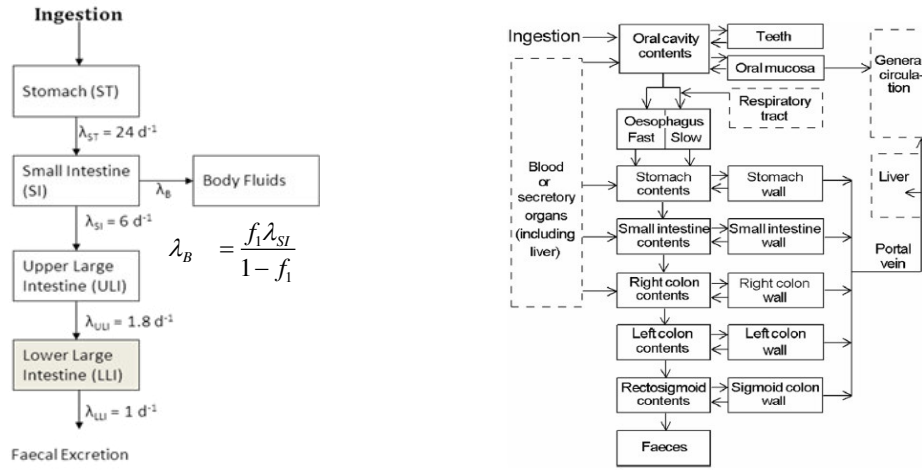 Ingestion
Stomach (ST)
λST = 24 d-1
Small Intestine
(SI)
λB
Body Fluids
λSI = 6 d-1
λB = f1λSI
1 − f1
Upper Large
Intestine (ULI)
λULI = 1.8 d-1
Lower Large
Intestine (LLI)
λLLI = 1 d-1
Faecal Excretion
Ingestion
Oral cavity
contents
Teeth
Oral mucosa
General
circula-
tion
Respiratory
tract
Oesophagus
Fast Slow
Blood
or
secretory
organs
(including
liver)
Stomach
contents
Stomach
wall
Liver
Small intestine
contents
Small intestine
wall
Portal
vein
Right colon
contents
Right colon
wall
Left colon
contents
Left colon
wall
Rectosigmoid
contents
Sigmoid colon
wall
Faeces